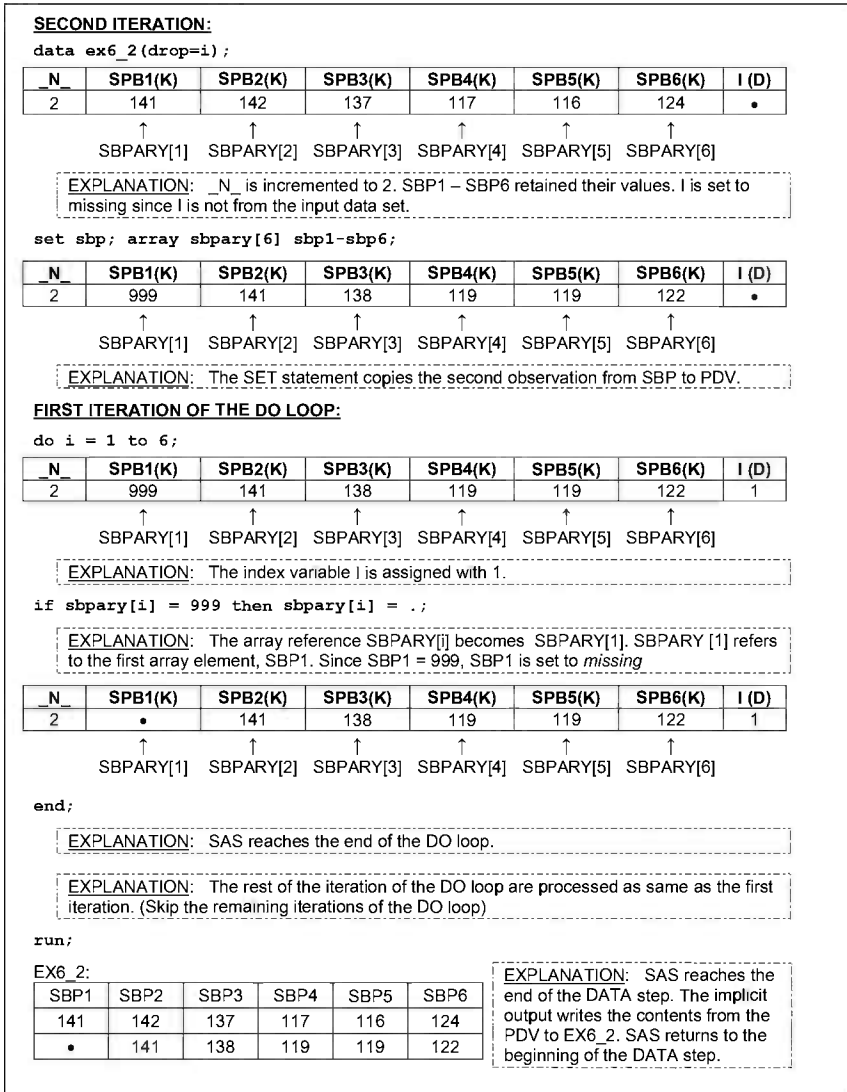 SECOND ITERATION:
data ex6_2(drop=i);
_N_ SPB1(K) SPB2(K) SPB3(K) SPB4(K) SPB5(K) SPB6(K) I (D)
2 141 142 137 117 116 124 •
↑ ↑ ↑ ↑ ↑ ↑
SBPARY[1] SBPARY[2] SBPARY[3] SBPARY[4] SBPARY[5] SBPARY[6]
EXPLANATION: _N_ is incremented to 2. SBP1 – SBP6 retained their values. I is set to
missing since I is not from the input data set.
set sbp; array sbpary[6] sbp1-sbp6;
_N_ SPB1(K) SPB2(K) SPB3(K) SPB4(K) SPB5(K) SPB6(K) I (D)
2 999 141 138 119 119 122 •
↑ ↑ ↑ ↑ ↑ ↑
SBPARY[1] SBPARY[2] SBPARY[3] SBPARY[4] SBPARY[5] SBPARY[6]
EXPLANATION: The SET statement copies the second observation from SBP to PDV.
FIRST ITERATION OF THE DO LOOP:
do i = 1 to 6;
_N_ SPB1(K) SPB2(K) SPB3(K) SPB4(K) SPB5(K) SPB6(K) I (D)
2 999 141 138 119 119 122 1
↑ ↑ ↑ ↑ ↑ ↑
SBPARY[1] SBPARY[2] SBPARY[3] SBPARY[4] SBPARY[5] SBPARY[6]
EXPLANATION: The index variable I is assigned with 1.
if sbpary[i] = 999 then sbpary[i] = .;
EXPLANATION: The array reference SBPARY[i] becomes SBPARY[1]. SBPARY [1] refers
to the first array element, SBP1. Since SBP1 = 999, SBP1 is set to missing
_N_ SPB1(K) SPB2(K) SPB3(K) SPB4(K) SPB5(K) SPB6(K) I (D)
2 • 141 138 119 119 122 1
↑ ↑ ↑ ↑ ↑ ↑
SBPARY[1] SBPARY[2] SBPARY[3] SBPARY[4] SBPARY[5] SBPARY[6]
end;
EXPLANATION: SAS reaches the end of the DO loop.
EXPLANATION: The rest of the iteration of the DO loop are processed as same as the first
iteration. (Skip the remaining iterations of the DO loop)
run;
EX6_2:
SBP1 SBP2 SBP3 SBP4 SBP5 SBP6
141 142 137 117 116 124
• 141 138 119 119 122
EXPLANATION: SAS reaches the
end of the DATA step. The implicit
output writes the contents from the
PDV to EX6_2. SAS returns to the
beginning of the DATA step.